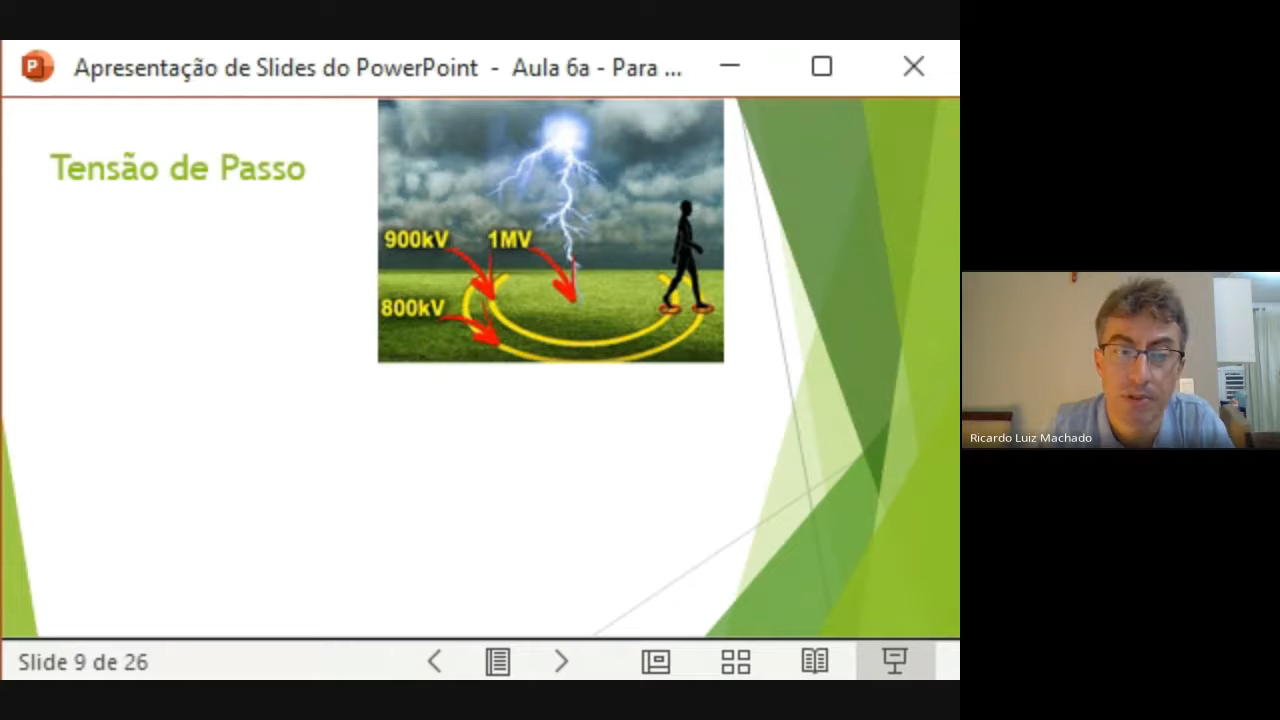 Apresentação de Slides do PowerPoint - Aula 6a - Para ...
Tensão de Passo
900kV
1MV
800kV
Ricardo Luiz Machado
Slide 9 de 26